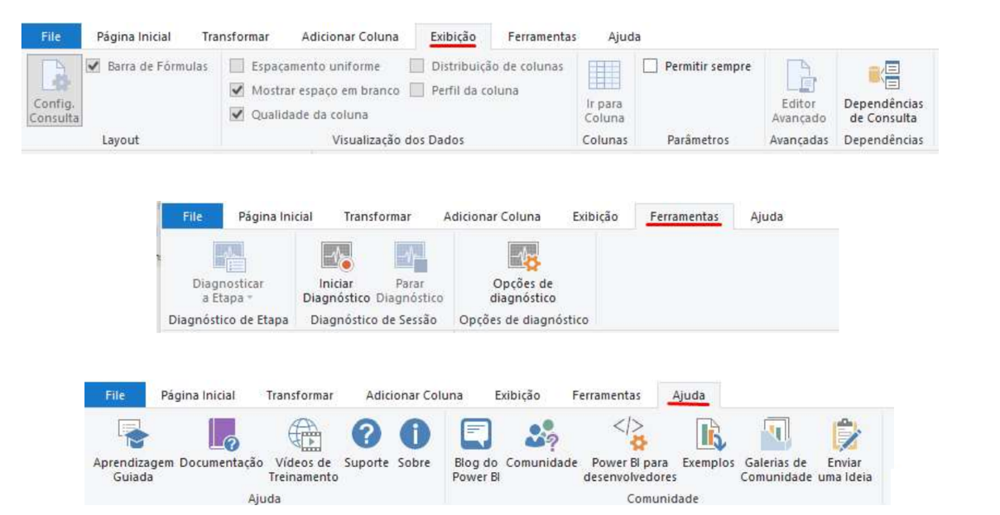 File Página Inicial Transformar Adicionar Coluna Exibição Ferramentas Ajuda
Barra de Fórmulas Espaçamento uniforme Distribuição de colunas Permitir sempre
Mostrar espaço em branco Perfil da coluna
Config. Consulta Qualidade da coluna Ir para Coluna Editor Avançado Dependências de Consulta
Layout Visualização dos Dados Colunas Parâmetros Avançadas Dependências
File Página Inicial Transformar Adicionar Coluna Exibição Ferramentas Ajuda
Diagnosticar Iniciar Parar Opções de
a Etapa Diagnóstico Diagnóstico diagnóstico
Diagnóstico de Etapa Diagnóstico de Sessão Opções de diagnóstico
File Página Inicial Transformar Adicionar Coluna Exibição Ferramentas Ajuda
Aprendizagem Documentação Vídeos de Suporte Sobre Blog do Comunidade Power BI para Exemplos Galerias de Enviar
Guiada Treinamento Power BI desenvolvedores Comunidade uma Ideia
Ajuda Comunidade